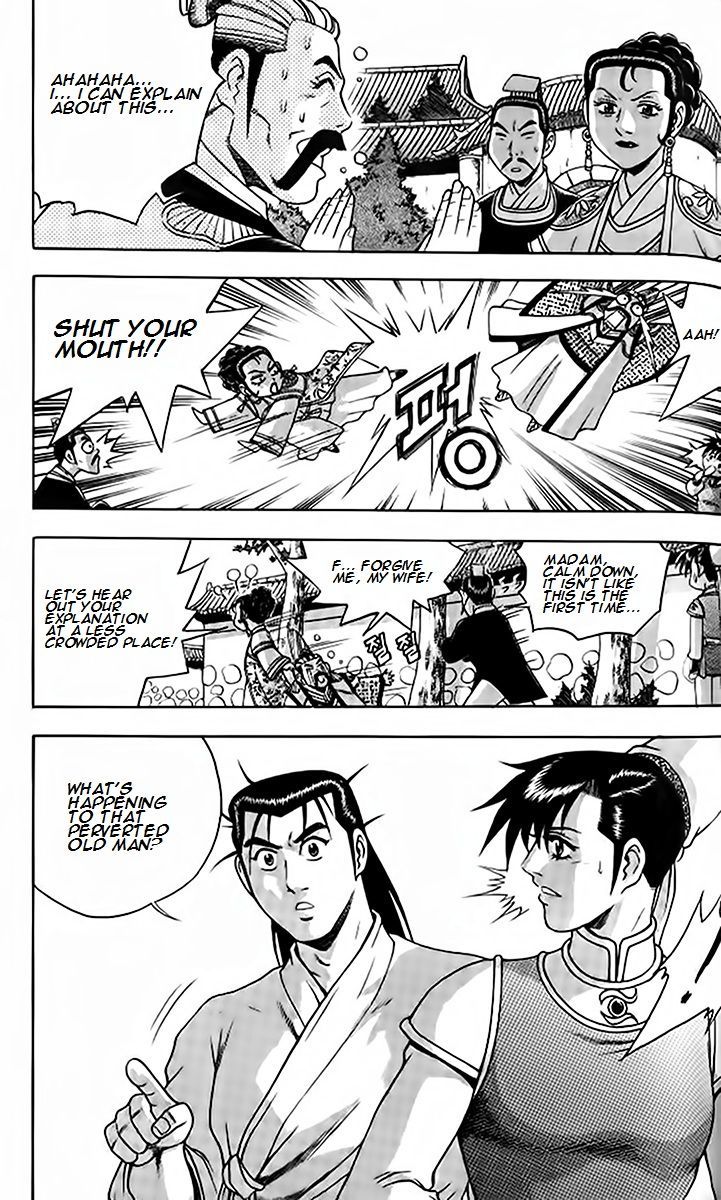 AHAHAHA...
I... I CAN EXPLAIN
ABOUT THIS...
SHUT YOUR
MOUTH!!
AAH!
펑
MADAM,
CALM DOWN,
IT ISN'T LIKE
THIS IS THE
FIRST TIME...
F... FORGIVE
ME, MY WIFE!
LET'S HEAR
OUT YOUR
EXPLANATION
AT A LESS
CROWDED PLACE!
질 질
WHAT'S
HAPPENING
TO THAT
PERVERTED
OLD MAN?